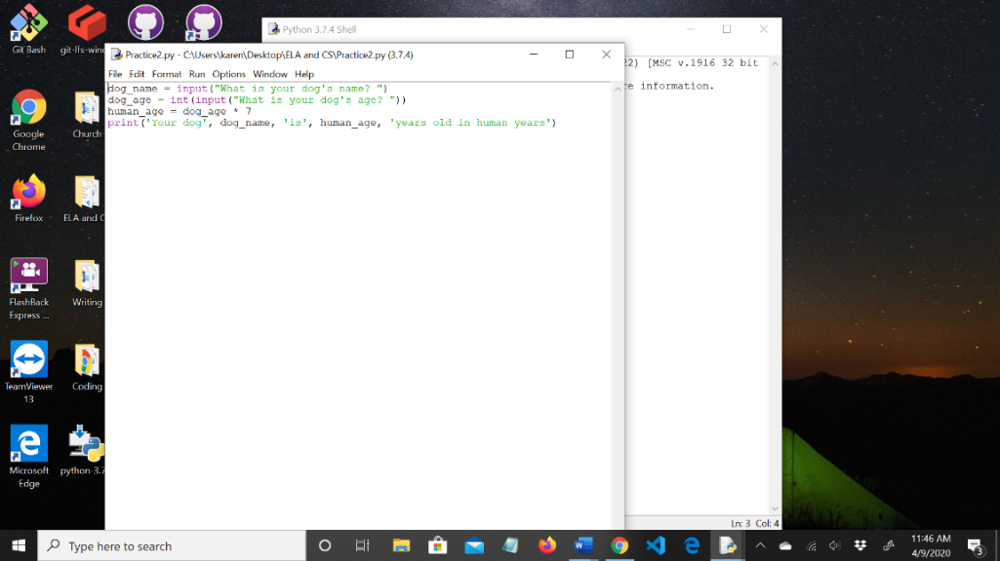 Git Bash
git-lfs-wind
Python 3.7.4 Shell
Practice2.py - C:\Users\karen\Desktop\ELA and CS\Practice2.py (3.7.4)
File Edit Format Run Options Window Help
dog_name = input("What is your dog's name? ")
dog_age = int(input("What is your dog's age? "))
human_age = dog_age * 7
print('Your dog', dog_name, 'is', human_age, 'years old in human years')
2) [MSC v.1916 32 bit
re information.
Google
Chrome
Church
Firefox
ELA and C
FlashBack
Express ...
Writing
TeamViewer
13
Coding
Microsoft
Edge
python-3.7
Ln: 3 Col: 4
Type here to search
11:46 AM
4/9/2020
3